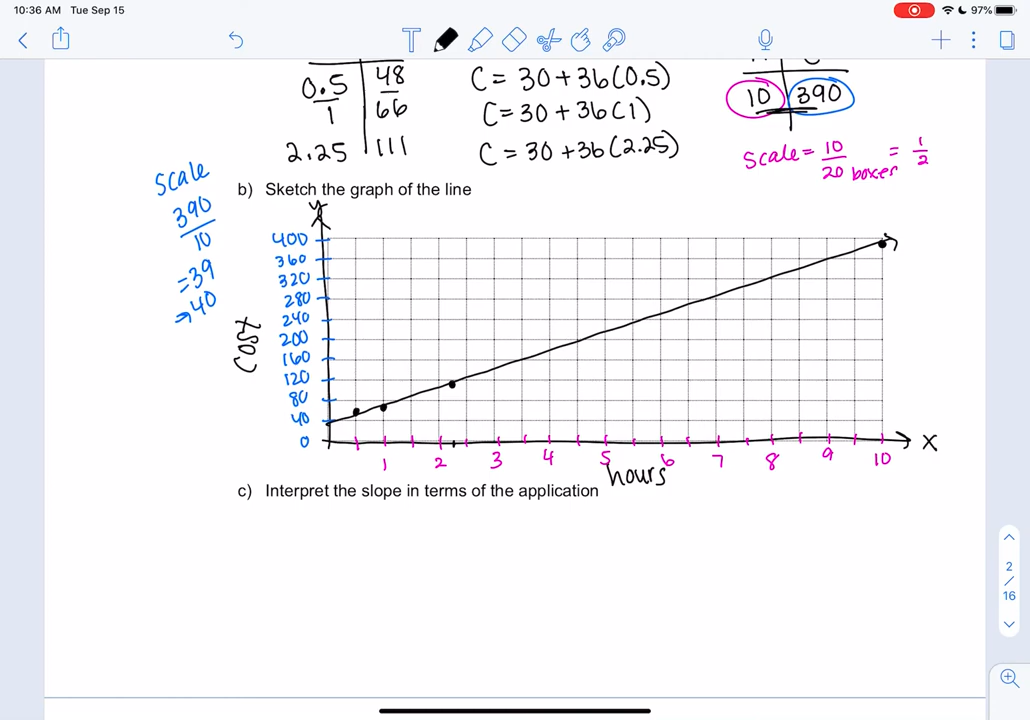 10:36 AM Tue Sep 15
97%
0.5 | 48
1 | 66
2.25 | 111
C = 30 + 36(0.5)
C = 30 + 36(1)
C = 30 + 36(2.25)
10 | 390
Scale = 10/20 boxes = 1/2
Scale
390/10
= 39
→ 40
b) Sketch the graph of the line
y
400
360
320
280
240
200
160
120
80
40
0
Cost
1 2 3 4 5 6 7 8 9 10
x
hours
c) Interpret the slope in terms of the application
2
/
16